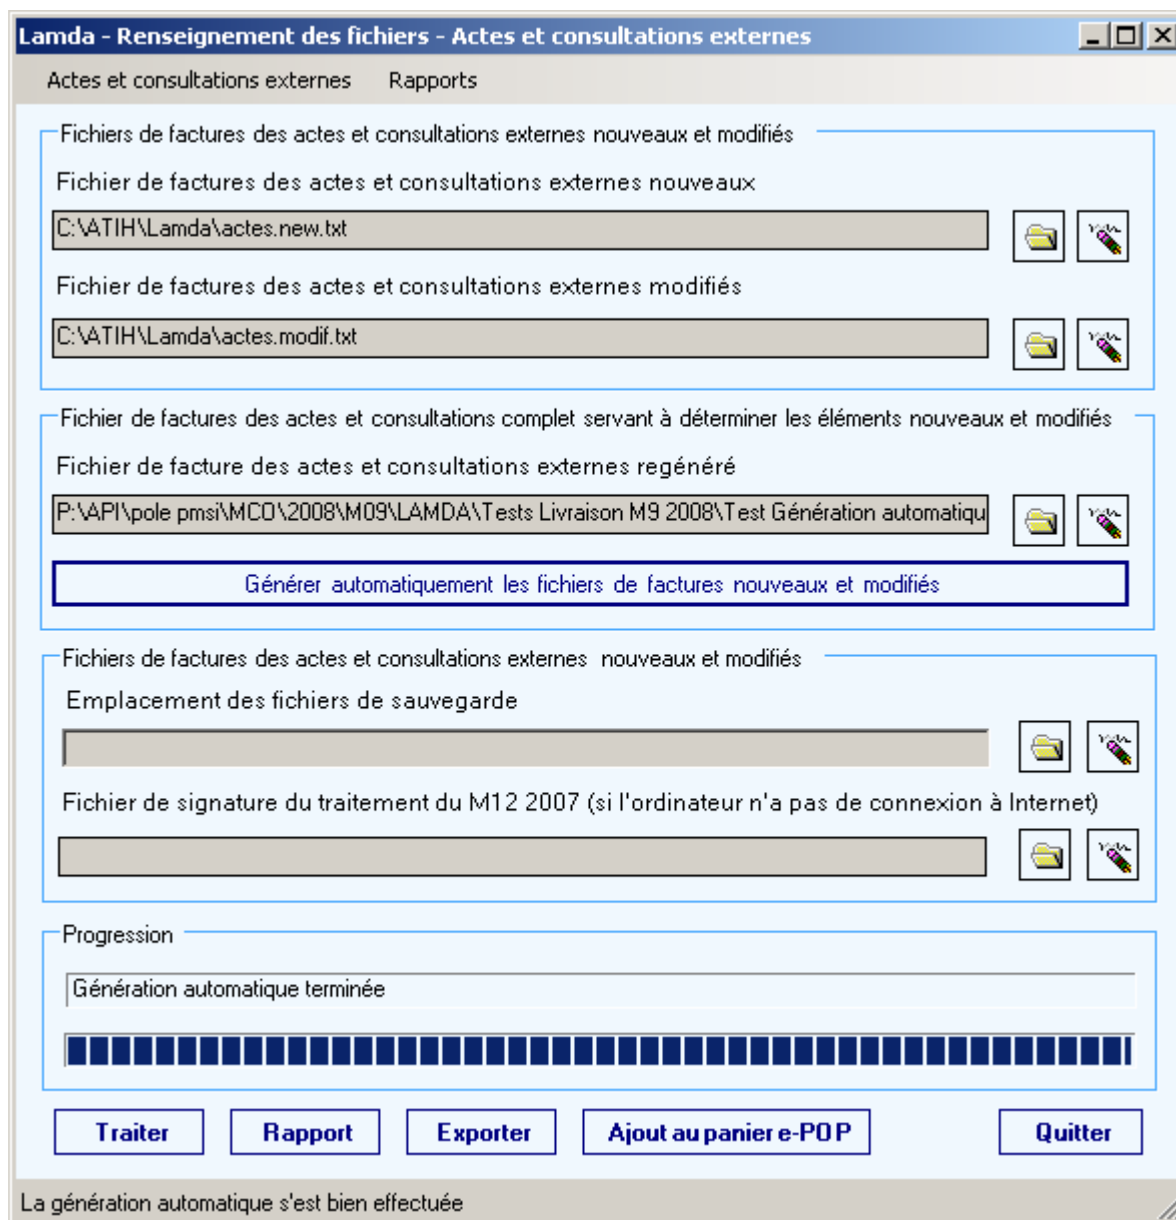 Lamda - Renseignement des fichiers - Actes et consultations externes
Actes et consultations externes Rapports
Fichiers de factures des actes et consultations externes nouveaux et modifiés
Fichier de factures des actes et consultations externes nouveaux
C:\ATIH\Lamda\actes.new.txt
Fichier de factures des actes et consultations externes modifiés
C:\ATIH\Lamda\actes.modif.txt
Fichier de factures des actes et consultations complet servant à déterminer les éléments nouveaux et modifiés
Fichier de facture des actes et consultations externes regénéré
P:\API\pole pmsi\MCO\2008\M09\LAMDA\Tests Livraison M9 2008\Test Génération automatiqu
Générer automatiquement les fichiers de factures nouveaux et modifiés
Fichiers de factures des actes et consultations externes nouveaux et modifiés
Emplacement des fichiers de sauvegarde
Fichier de signature du traitement du M12 2007 (si l'ordinateur n'a pas de connexion à Internet)
Progression
Génération automatique terminée
Traiter Rapport Exporter Ajout au panier e-POP Quitter
La génération automatique s'est bien effectuée